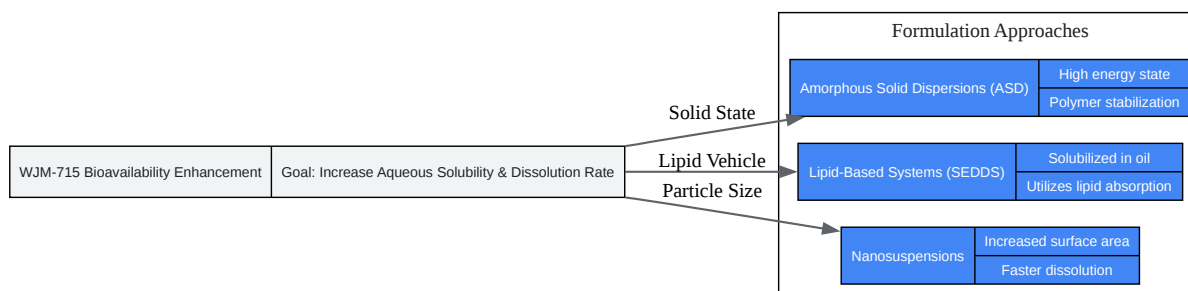 Formulation Approaches
Amorphous Solid Dispersions (ASD)
High energy state
Polymer stabilization
Solid State
WJM-715 Bioavailability Enhancement
Goal: Increase Aqueous Solubility & Dissolution Rate
Lipid Vehicle
Lipid-Based Systems (SEDDS)
Solubilized in oil
Utilizes lipid absorption
Particle Size
Nanosuspensions
Increased surface area
Faster dissolution